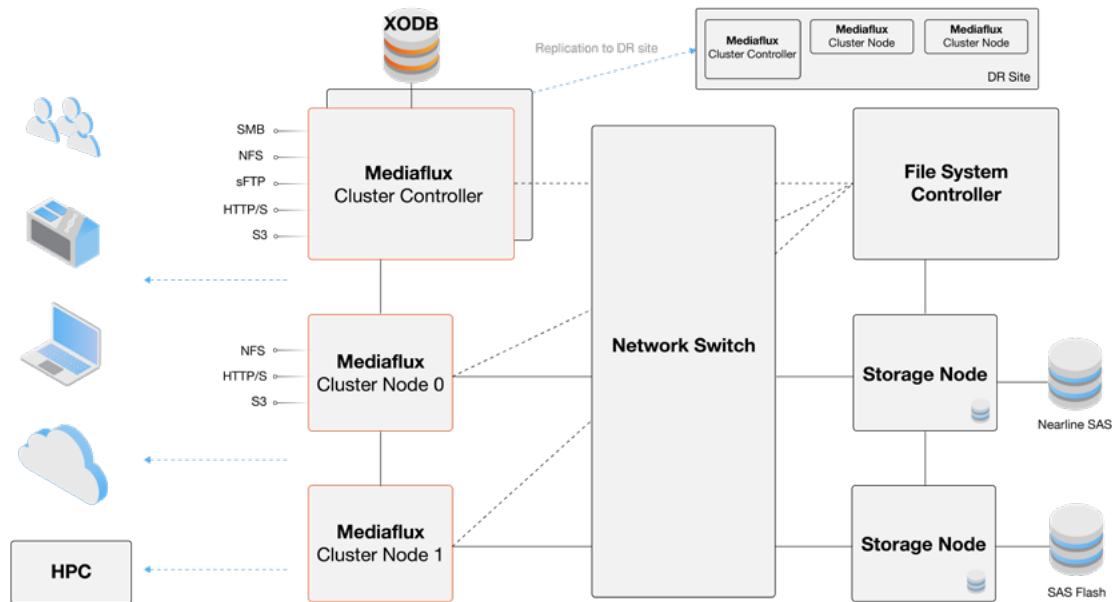 XODB
Replication to DR site
Mediaflux
Cluster Controller
Mediaflux
Cluster Node
Mediaflux
Cluster Node
DR Site
SMB
NFS
sFTP
HTTP/S
S3
Mediaflux
Cluster Controller
File System
Controller
Network Switch
NFS
HTTP/S
S3
Mediaflux
Cluster Node 0
Storage Node
Nearline SAS
Mediaflux
Cluster Node 1
Storage Node
SAS Flash
HPC